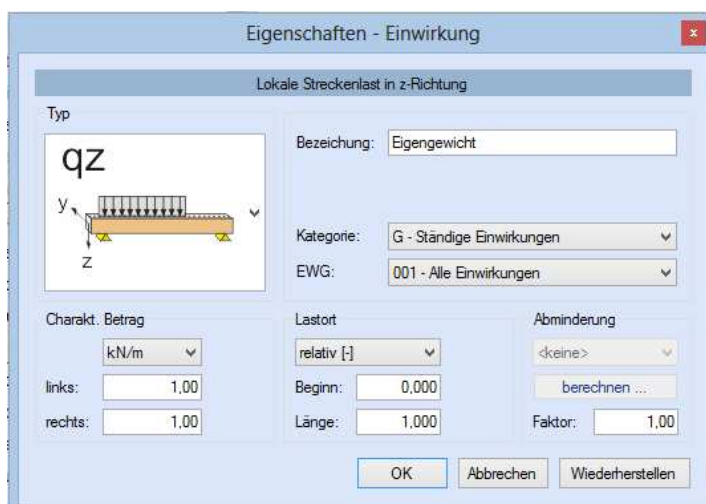 Eigenschaften - Einwirkung
x
Lokale Streckenlast in z-Richtung
Typ
qz
y
z
Bezeichung: Eigengewicht
Kategorie: G - Ständige Einwirkungen
EWG: 001 - Alle Einwirkungen
Charakt. Betrag
kN/m
links: 1,00
rechts: 1,00
Lastort
relativ [-]
Beginn: 0,000
Länge: 1,000
Abminderung
<keine>
berechnen ...
Faktor: 1,00
OK Abbrechen Wiederherstellen